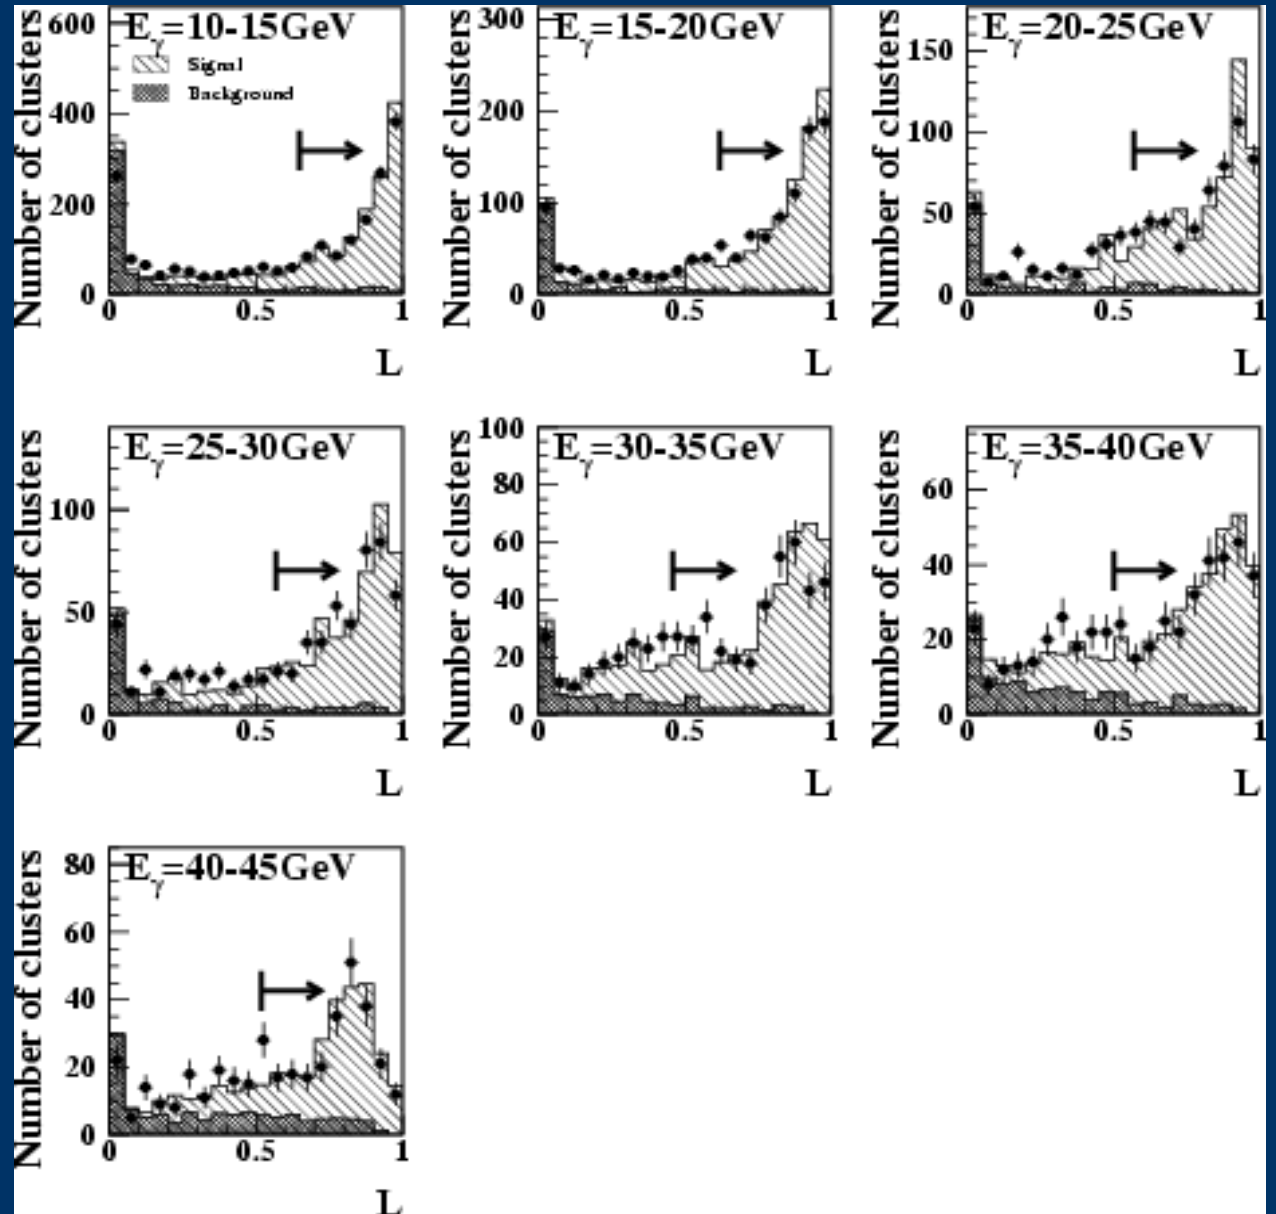 Eγ=10-15GeV
Signal
Background
Number of clusters
600
400
200
0
0 0.5 1
L
Eγ=15-20GeV
Number of clusters
300
200
100
0
0 0.5 1
L
Eγ=20-25GeV
Number of clusters
150
100
50
0
0 0.5 1
L
Eγ=25-30GeV
Number of clusters
100
50
0
0 0.5 1
L
Eγ=30-35GeV
Number of clusters
100
80
60
40
20
0
0 0.5 1
L
Eγ=35-40GeV
Number of clusters
60
40
20
0
0 0.5 1
L
Eγ=40-45GeV
Number of clusters
80
60
40
20
0
0 0.5 1
L